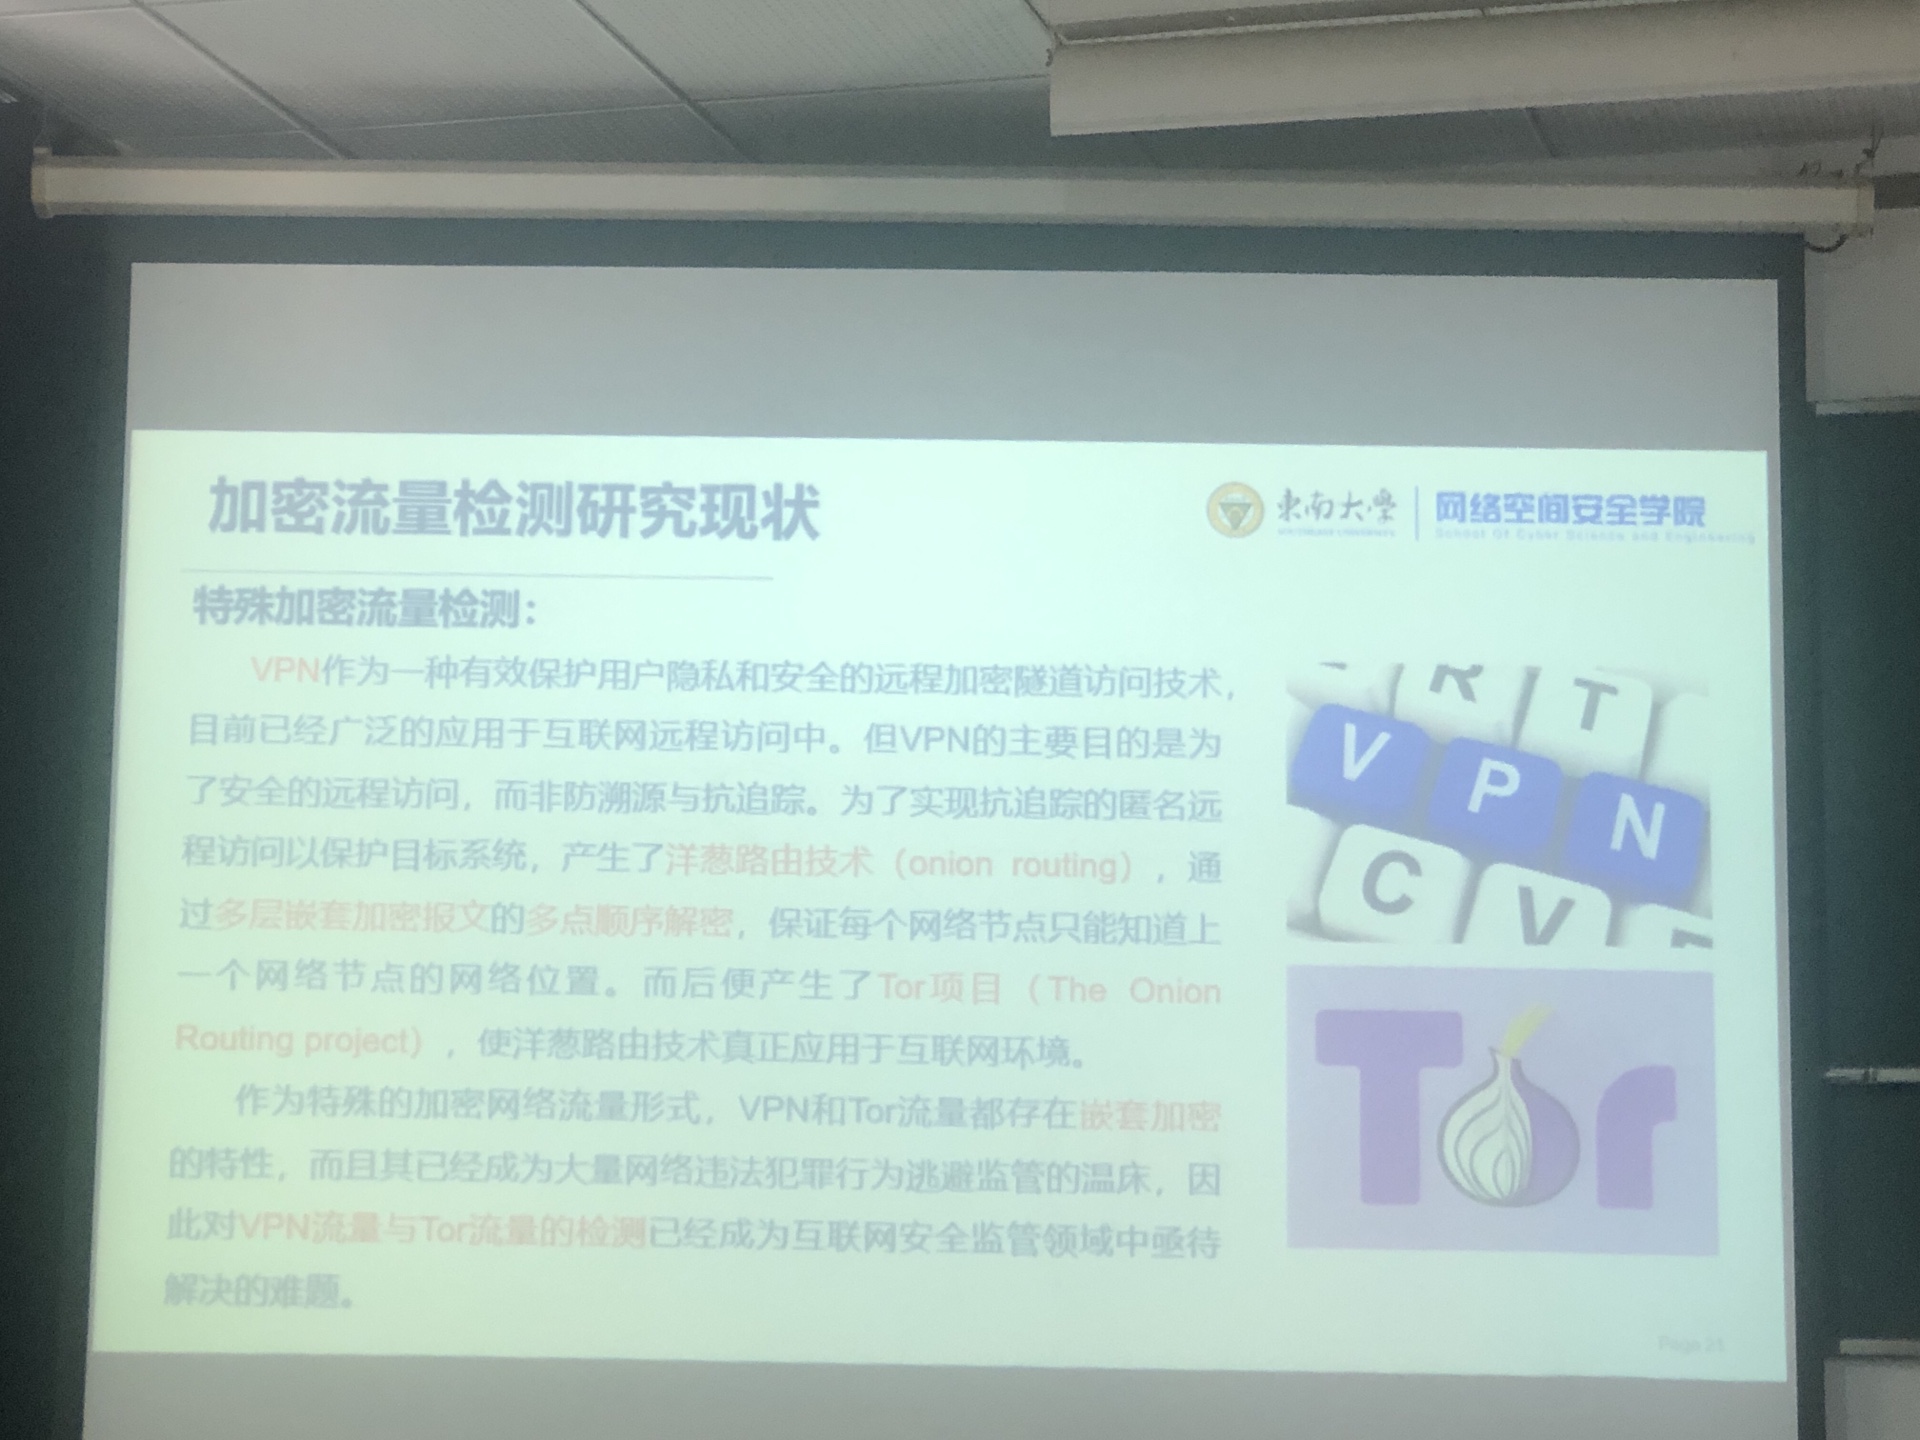 加密流量检测研究现状
東南大學
SOUTHEAST UNIVERSITY
网络空间安全学院
School Of Cyber Science and Engineering
特殊加密流量检测：
VPN作为一种有效保护用户隐私和安全的远程加密隧道访问技术，
目前已经广泛的应用于互联网远程访问中。但VPN的主要目的是为
了安全的远程访问，而非防溯源与抗追踪。为了实现抗追踪的匿名远
程访问以保护目标系统，产生了洋葱路由技术（onion routing），通
过多层嵌套加密报文的多点顺序解密，保证每个网络节点只能知道上
一个网络节点的网络位置。而后便产生了Tor项目（The Onion
Routing project），使洋葱路由技术真正应用于互联网环境。
作为特殊的加密网络流量形式，VPN和Tor流量都存在嵌套加密
的特性，而且其已经成为大量网络违法犯罪行为逃避监管的温床，因
此对VPN流量与Tor流量的检测已经成为互联网安全监管领域中亟待
解决的难题。
R T
V P N
C V
Tor